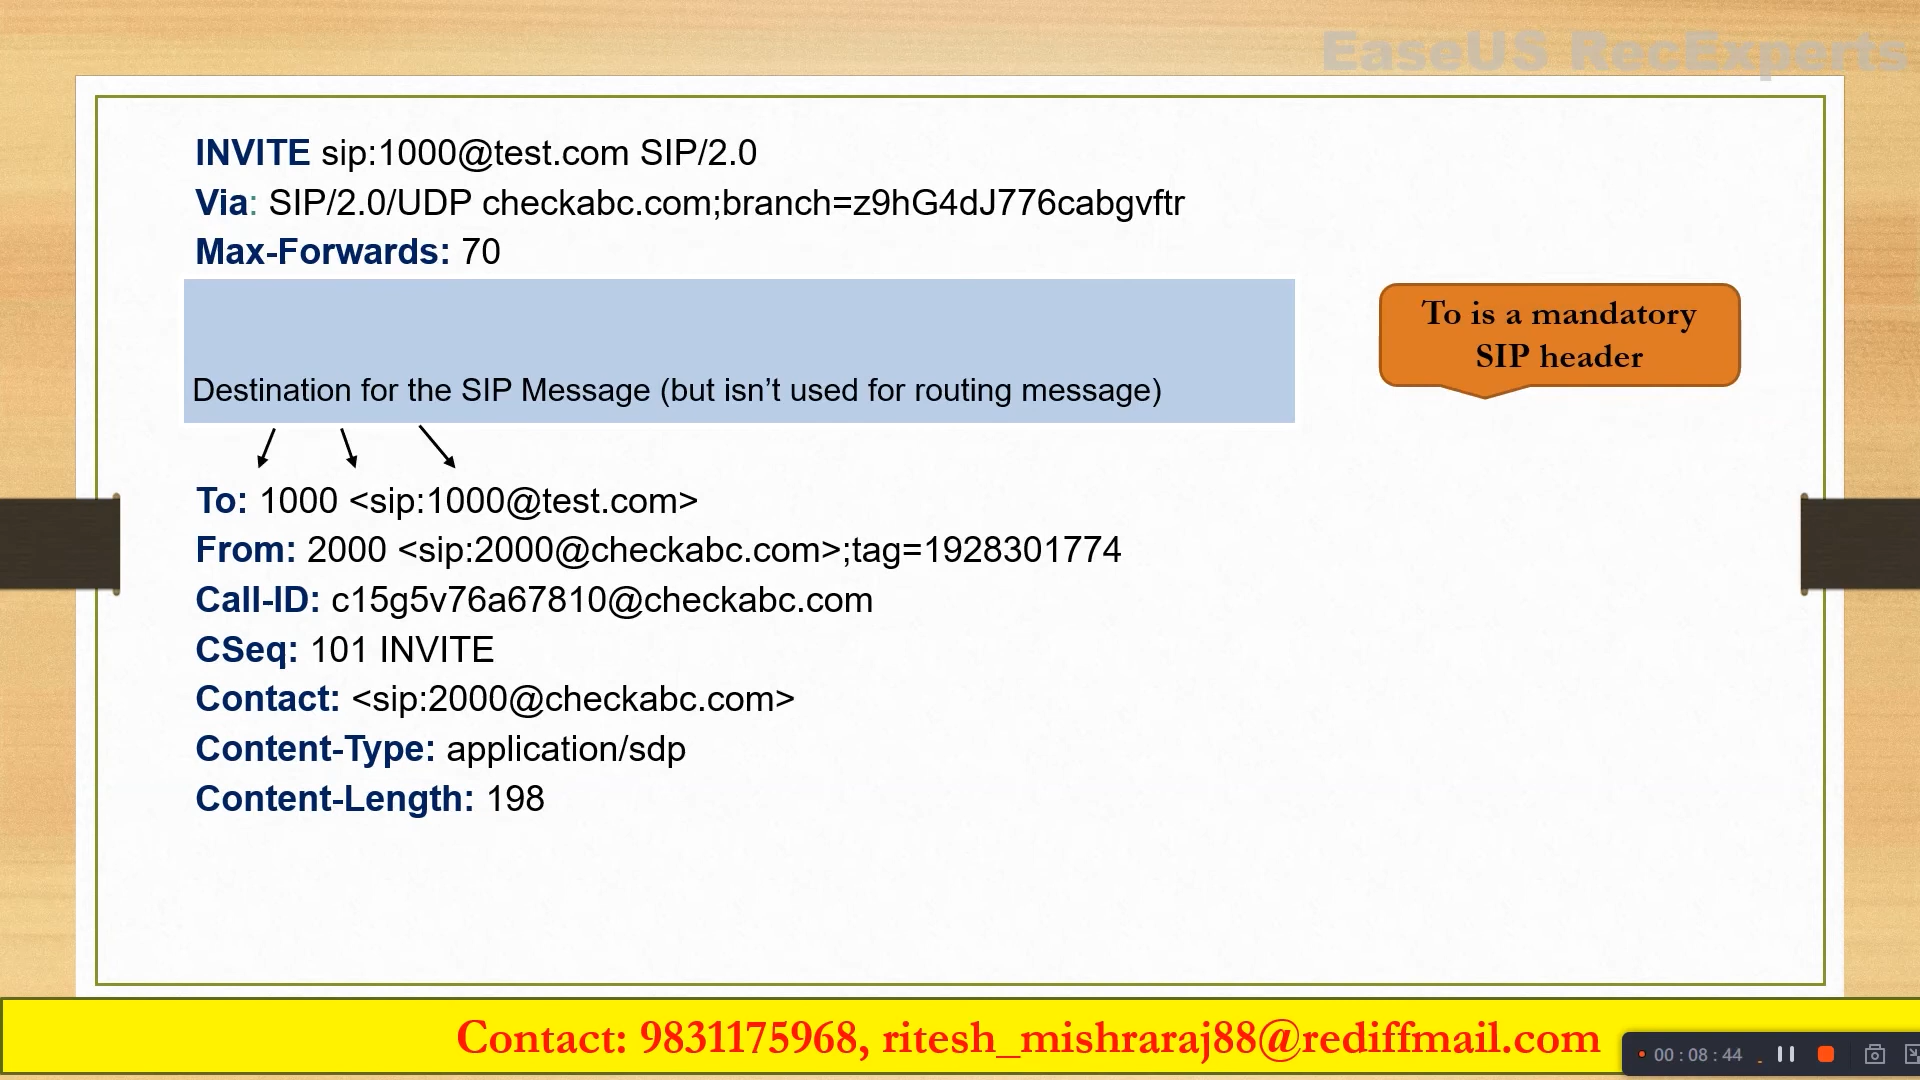 EaseUS RecExperts
INVITE sip:1000@test.com SIP/2.0
Via: SIP/2.0/UDP checkabc.com;branch=z9hG4dJ776cabgvftr
Max-Forwards: 70
To is a mandatory
SIP header
Destination for the SIP Message (but isn’t used for routing message)
To: 1000 <sip:1000@test.com>
From: 2000 <sip:2000@checkabc.com>;tag=1928301774
Call-ID: c15g5v76a67810@checkabc.com
CSeq: 101 INVITE
Contact: <sip:2000@checkabc.com>
Content-Type: application/sdp
Content-Length: 198
Contact: 9831175968, ritesh_mishraraj88@rediffmail.com
00:08:44